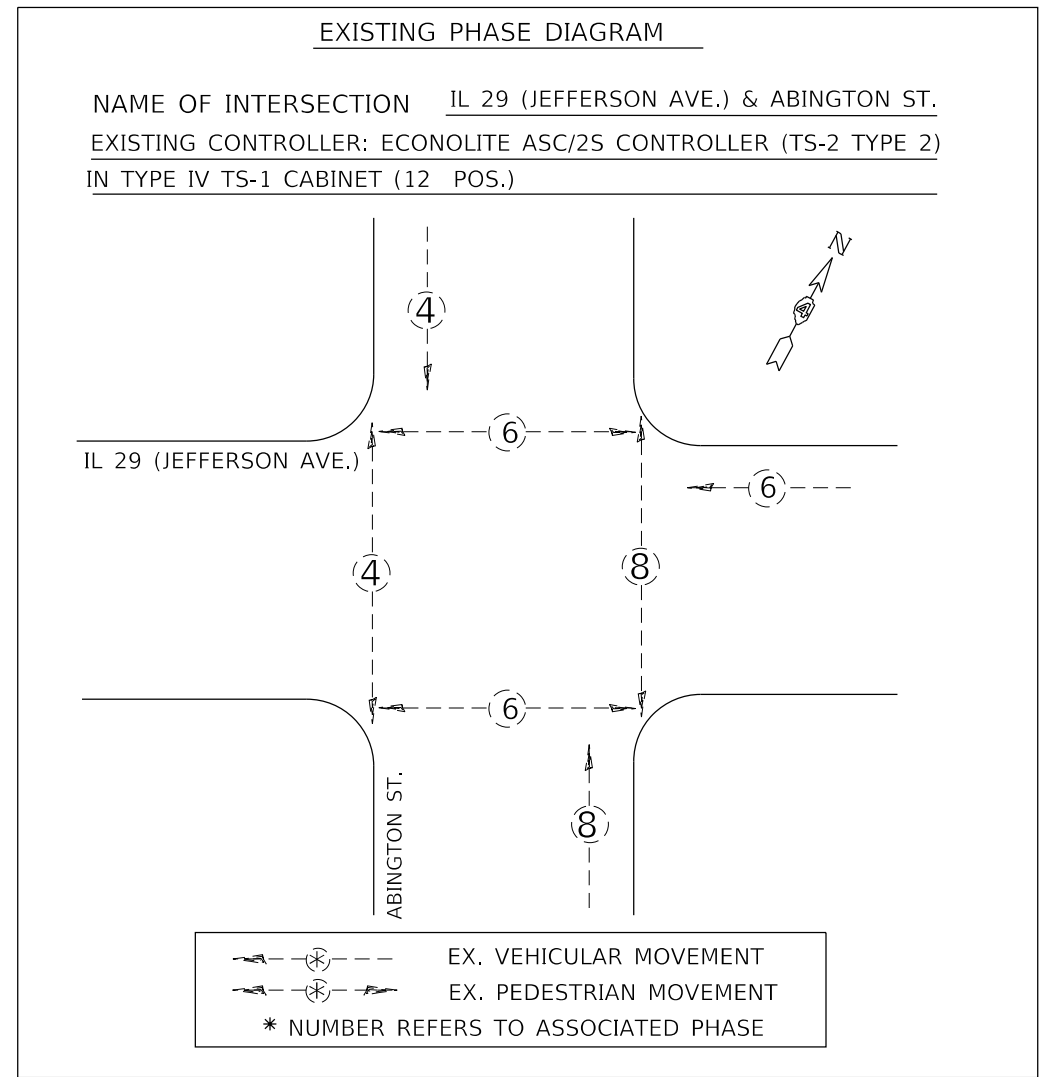 EXISTING PHASE DIAGRAM
NAME OF INTERSECTION IL 29 (JEFFERSON AVE.) & ABINGTON ST.
EXISTING CONTROLLER: ECONOLITE ASC/2S CONTROLLER (TS-2 TYPE 2)
IN TYPE IV TS-1 CABINET (12 POS.)
N
4
4
6
IL 29 (JEFFERSON AVE.)
6
4
8
6
ABINGTON ST.
8
* EX. VEHICULAR MOVEMENT
* EX. PEDESTRIAN MOVEMENT
* NUMBER REFERS TO ASSOCIATED PHASE